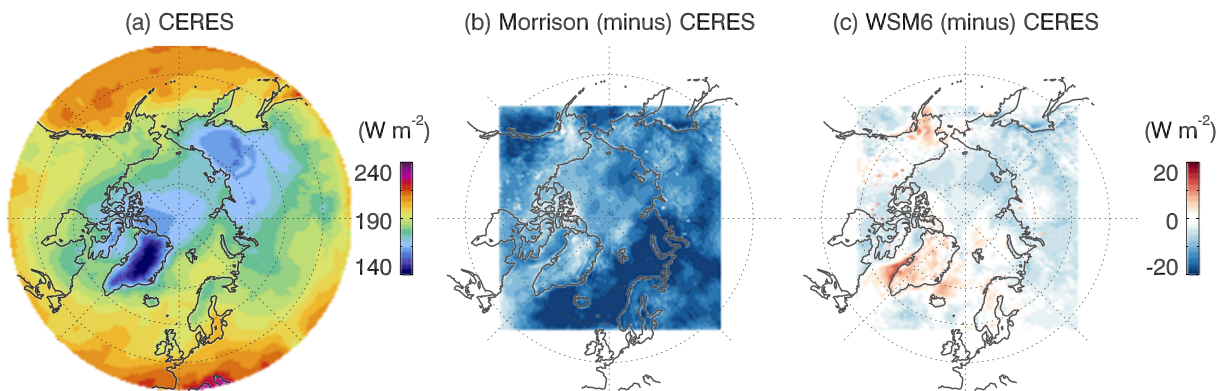 (a) CERES
(b) Morrison (minus) CERES
(c) WSM6 (minus) CERES
(W m-2)
240
190
140
(W m-2)
20
0
-20